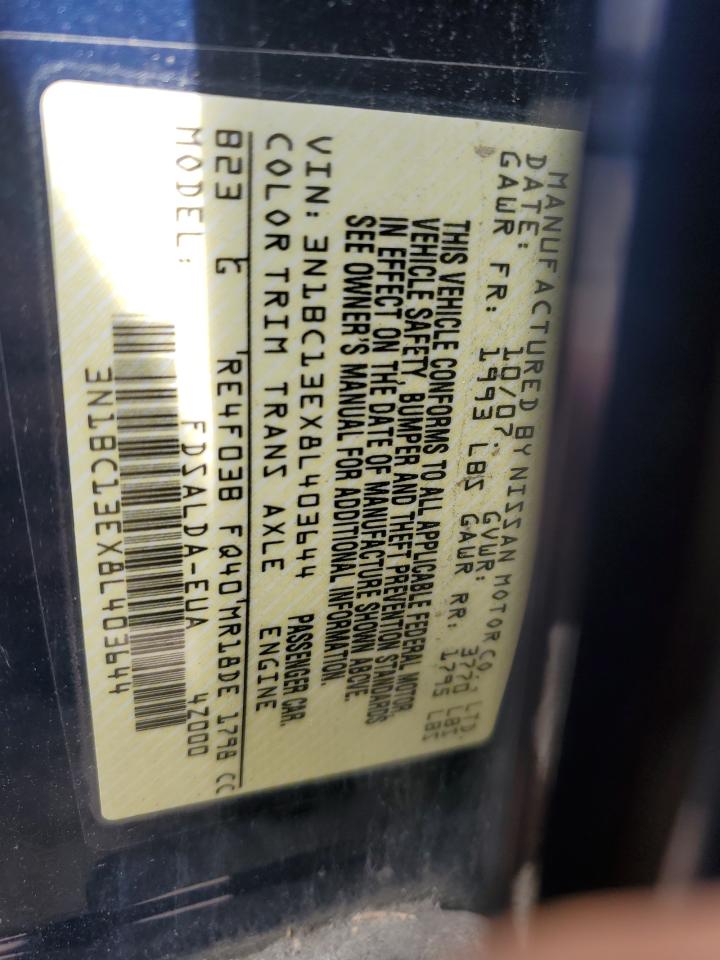 MANUFACTURED BY NISSAN MOTOR CO., LTD.
DATE: 10/07 GVWR: 3770 LBS
GAWR FR: 1993 LBS GAWR RR: 1795 LBS
THIS VEHICLE CONFORMS TO ALL APPLICABLE FEDERAL MOTOR
VEHICLE SAFETY, BUMPER AND THEFT PREVENTION STANDARDS
IN EFFECT ON THE DATE OF MANUFACTURE SHOWN ABOVE.
SEE OWNER'S MANUAL FOR ADDITIONAL INFORMATION.
VIN: 3N1BC13EX8L403644 PASSENGER CAR
COLOR TRIM TRANS AXLE ENGINE
B23 G RE4F03B FQ40 MR18DE 1798 CC
MODEL: FDSALDA-EUA 4Z000
3N1BC13EX8L403644